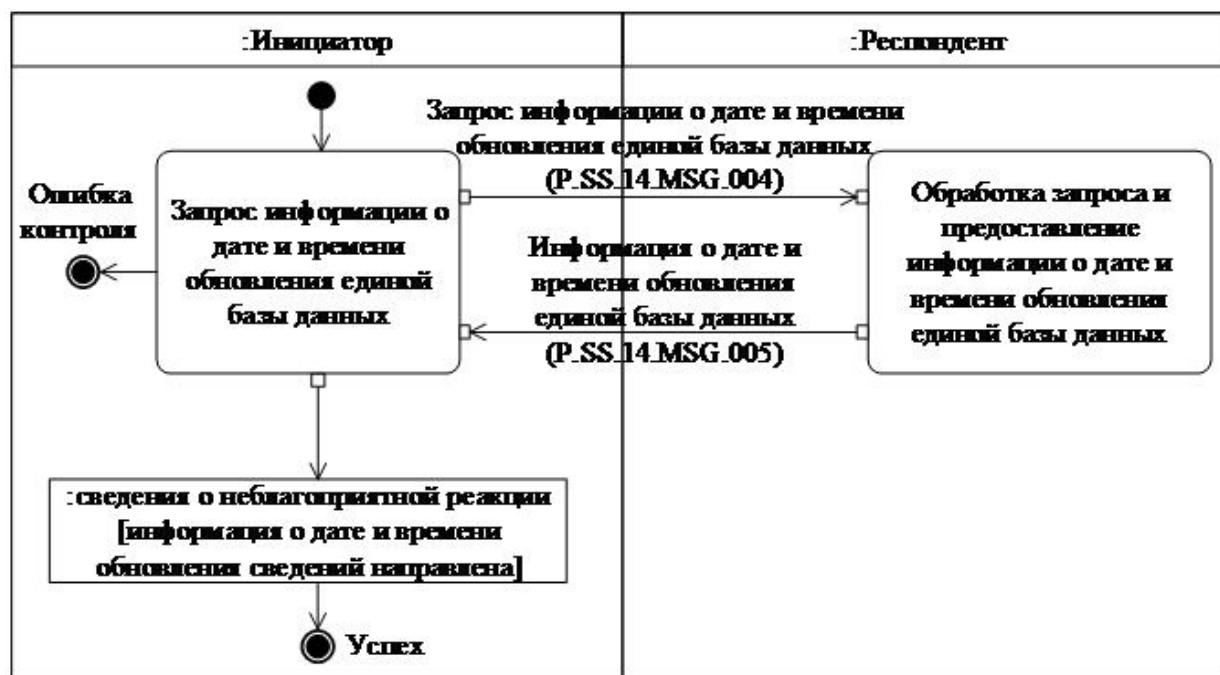 :Инициатор
:Респондент
Запрос информации о дате и времени
обновления единой базы данных
(P.SS.14.MSG.004)
Ошибка
контроля
Запрос информации о
дате и времени
обновления единой
базы данных
Информация о дате и
времени обновления
единой базы данных
(P.SS.14.MSG.005)
Обработка запроса и
предоставление
информации о дате и
времени обновления
единой базы данных
:сведения о неблагоприятной реакции
[информация о дате и времени
обновления сведений направлена]
Успех